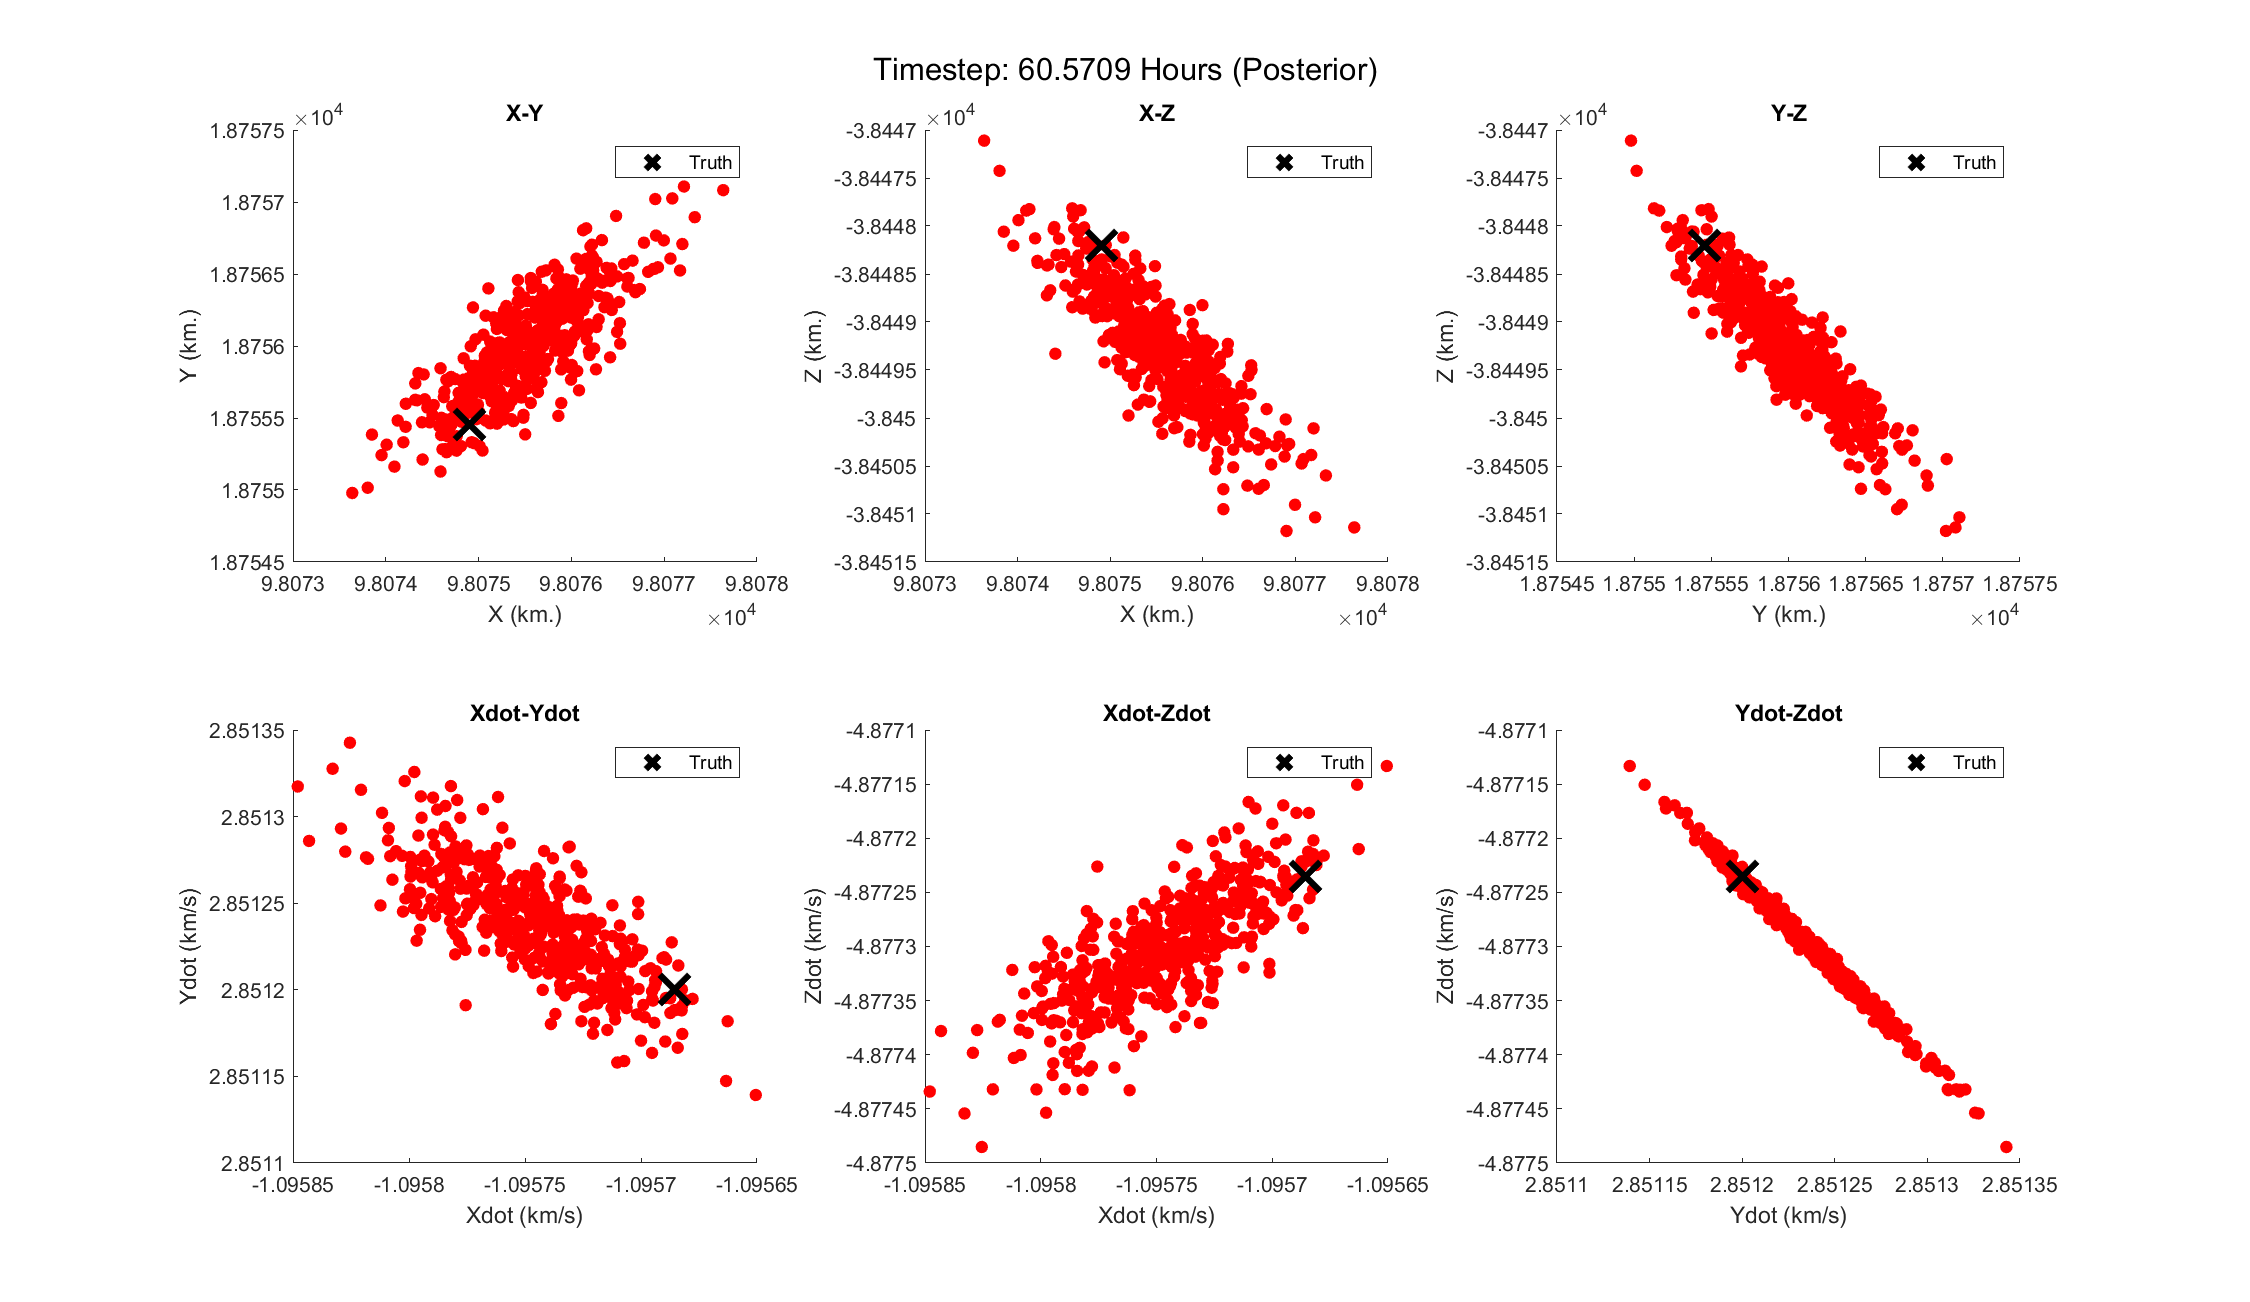 Timestep: 60.5709 Hours (Posterior)
X-Y
×10^4
1.87575
1.8757
1.87565
1.8756
1.87555
1.8755
1.87545
Y (km.)
Truth
9.8073 9.8074 9.8075 9.8076 9.8077 9.8078
X (km.)
×10^4
X-Z
×10^4
-3.8447
-3.84475
-3.8448
-3.84485
-3.8449
-3.84495
-3.845
-3.84505
-3.8451
-3.84515
Z (km.)
Truth
9.8073 9.8074 9.8075 9.8076 9.8077 9.8078
X (km.)
×10^4
Y-Z
×10^4
-3.8447
-3.84475
-3.8448
-3.84485
-3.8449
-3.84495
-3.845
-3.84505
-3.8451
-3.84515
Z (km.)
Truth
1.87545 1.8755 1.87555 1.8756 1.87565 1.8757 1.87575
Y (km.)
×10^4
Xdot-Ydot
2.85135
2.8513
2.85125
2.8512
2.85115
2.8511
Ydot (km/s)
Truth
-1.09585 -1.0958 -1.09575 -1.0957 -1.09565
Xdot (km/s)
Xdot-Zdot
-4.8771
-4.87715
-4.8772
-4.87725
-4.8773
-4.87735
-4.8774
-4.87745
-4.8775
Zdot (km/s)
Truth
-1.09585 -1.0958 -1.09575 -1.0957 -1.09565
Xdot (km/s)
Ydot-Zdot
-4.8771
-4.87715
-4.8772
-4.87725
-4.8773
-4.87735
-4.8774
-4.87745
-4.8775
Zdot (km/s)
Truth
2.8511 2.85115 2.8512 2.85125 2.8513 2.85135
Ydot (km/s)